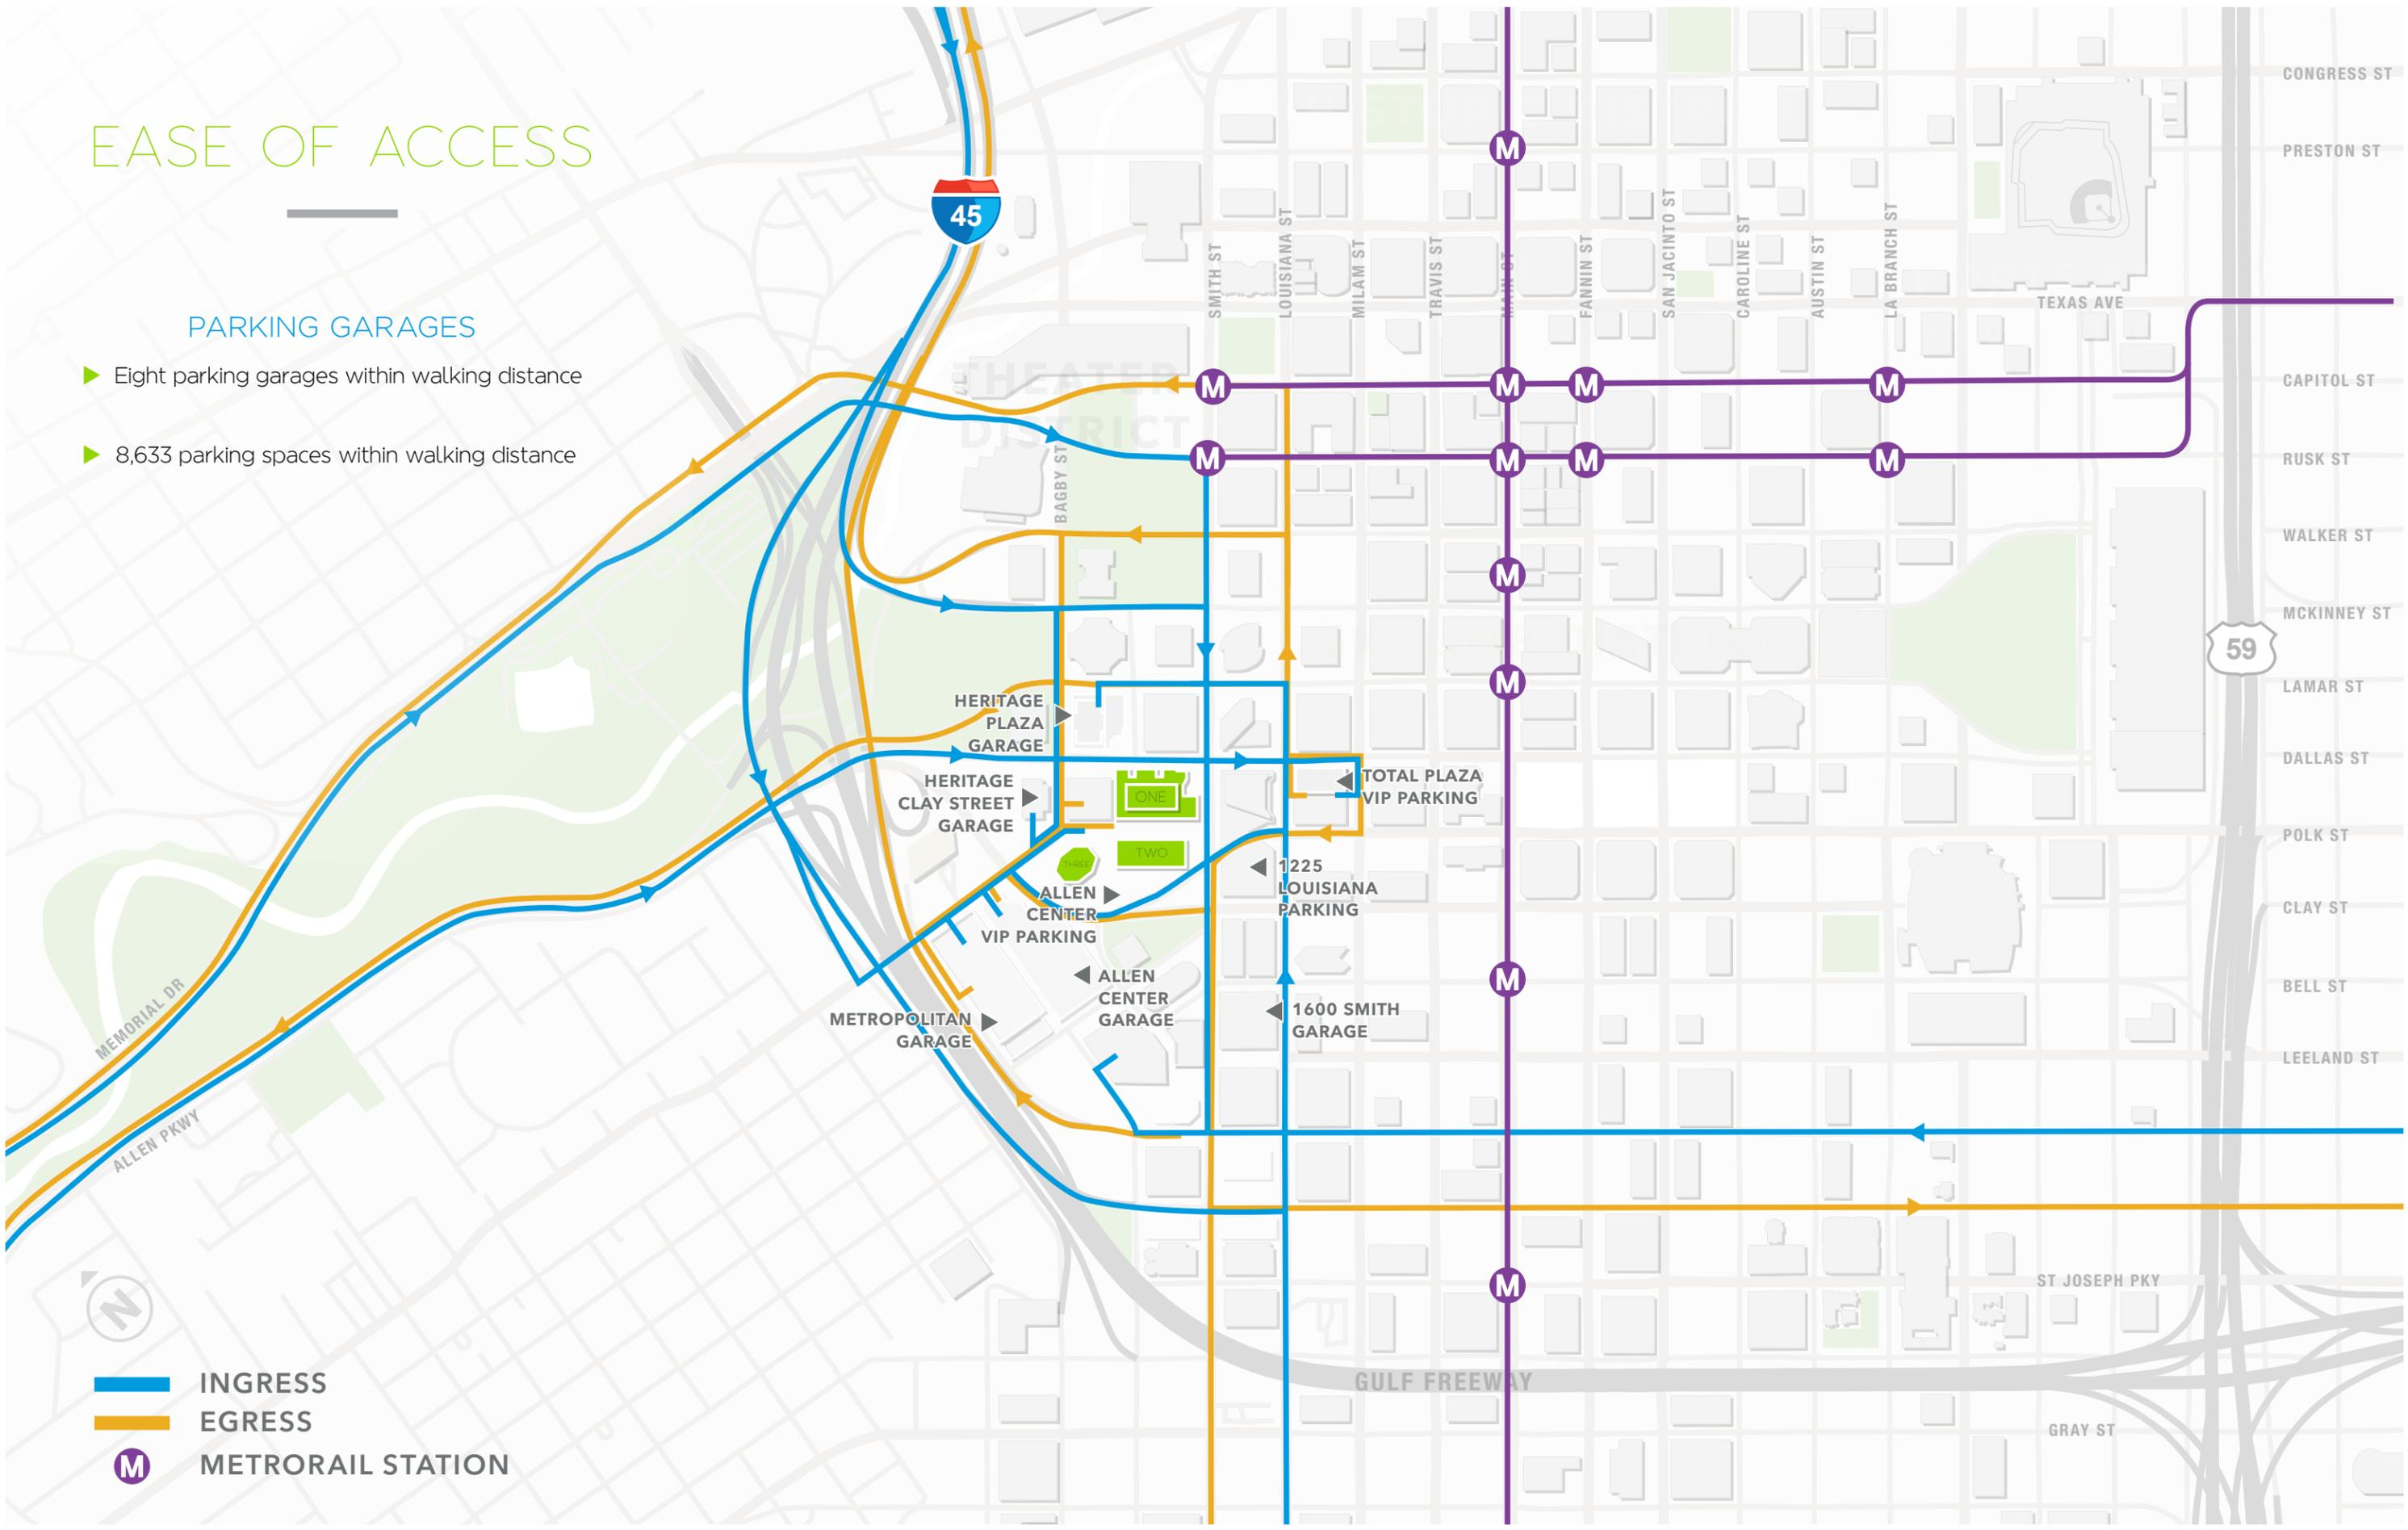 EASE OF ACCESS
PARKING GARAGES
Eight parking garages within walking distance
8,633 parking spaces within walking distance
45
CONGRESS ST
PRESTON ST
TEXAS AVE
CAPITOL ST
RUSK ST
WALKER ST
MCKINNEY ST
59
LAMAR ST
DALLAS ST
POLK ST
CLAY ST
BELL ST
LEELAND ST
ST JOSEPH PKY
GRAY ST
GULF FREEWAY
SMITH ST
LOUISIANA ST
MILAM ST
TRAVIS ST
MAIN ST
FANNIN ST
SAN JACINTO ST
CAROLINE ST
AUSTIN ST
LA BRANCH ST
BAGBY ST
THEATER
DISTRICT
M
M
M
M
M
M
M
M
M
M
M
M
M
HERITAGE
PLAZA
GARAGE
HERITAGE
CLAY STREET
GARAGE
ONE
TWO
THREE
TOTAL PLAZA
VIP PARKING
1225
LOUISIANA
PARKING
ALLEN
CENTER
VIP PARKING
ALLEN
CENTER
GARAGE
METROPOLITAN
GARAGE
1600 SMITH
GARAGE
MEMORIAL DR
ALLEN PKWY
N
INGRESS
EGRESS
M METRORAIL STATION